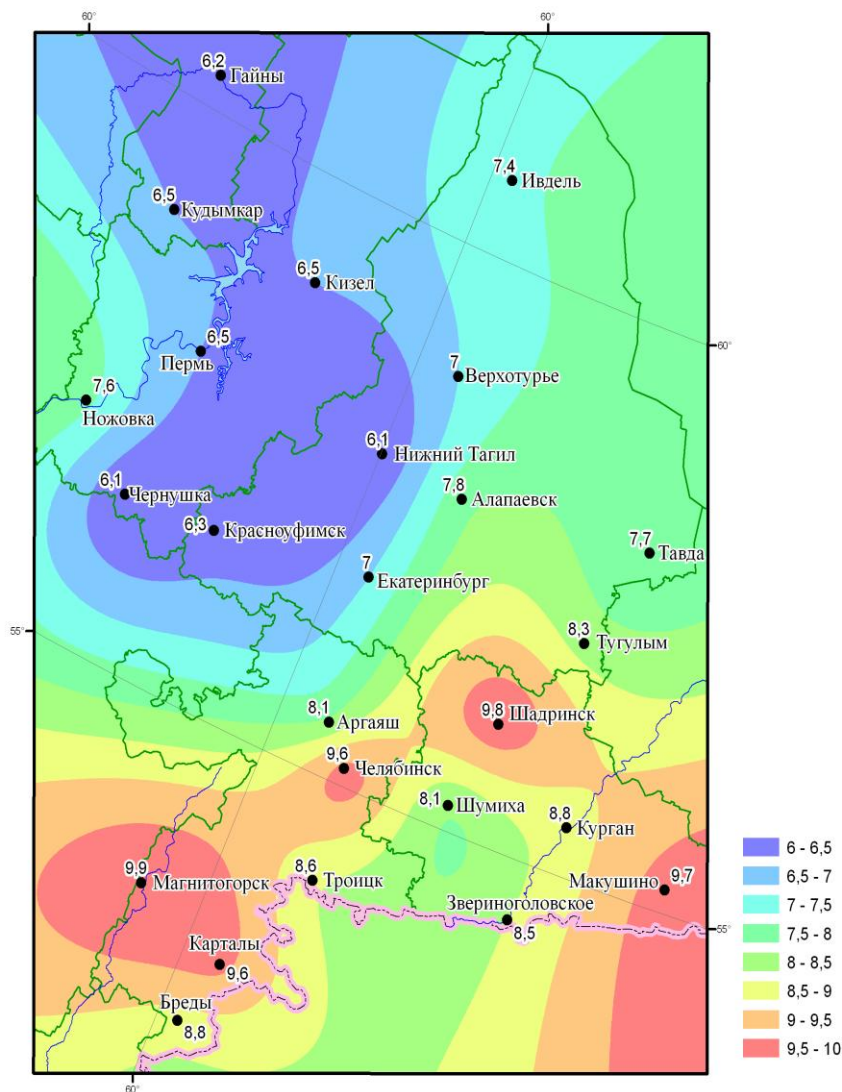 60°
60°
6,2
Гайны
7,4
Ивдель
6,5
Кудымкар
6,5
Кизел
6,5
Пермь
60°
7
Верхотурье
7,6
Ножовка
6,1
Нижний Тагил
6,1
Чернушка
7,8
Алапаевск
6,3
Красноуфимск
7,7
Тавда
7
Екатеринбург
55°
8,3
Тугулым
8,1
Аргаяш
9,8
Шадринск
9,6
Челябинск
8,1
Шумиха
8,8
Курган
9,9
Магнитогорск
8,6
Троицк
Макушино
9,7
Звериноголовское
8,5
55°
Карталы
9,6
Бреды
8,8
60°
6 - 6,5
6,5 - 7
7 - 7,5
7,5 - 8
8 - 8,5
8,5 - 9
9 - 9,5
9,5 - 10